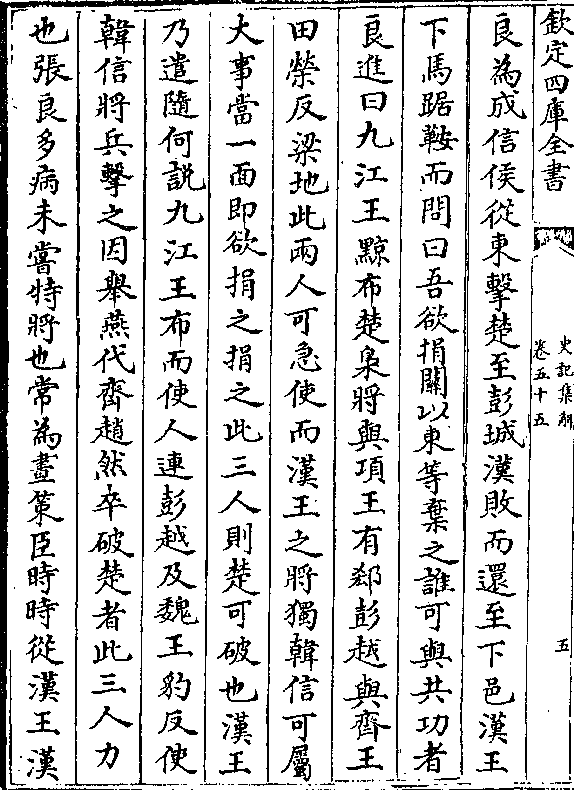 欽定四庫全書
史記集解
卷五十五
五
良為成信侯從東擊楚至彭城漢敗而還至下邑漢王
下馬踞鞍而問曰吾欲捐關以東等棄之誰可與共功者
良進曰九江王黥布楚梟將與項王有郄彭越與齊王
田榮反梁地此兩人可急使而漢王之將獨韓信可屬
大事當一面即欲捐之捐之此三人則楚可破也漢王
乃遣隨何説九江王布而使人連彭越及魏王豹反使
韓信將兵擊之因舉燕代齊趙然卒破楚者此三人力
也張良多病未嘗特將也常為畫策臣時時從漢王漢